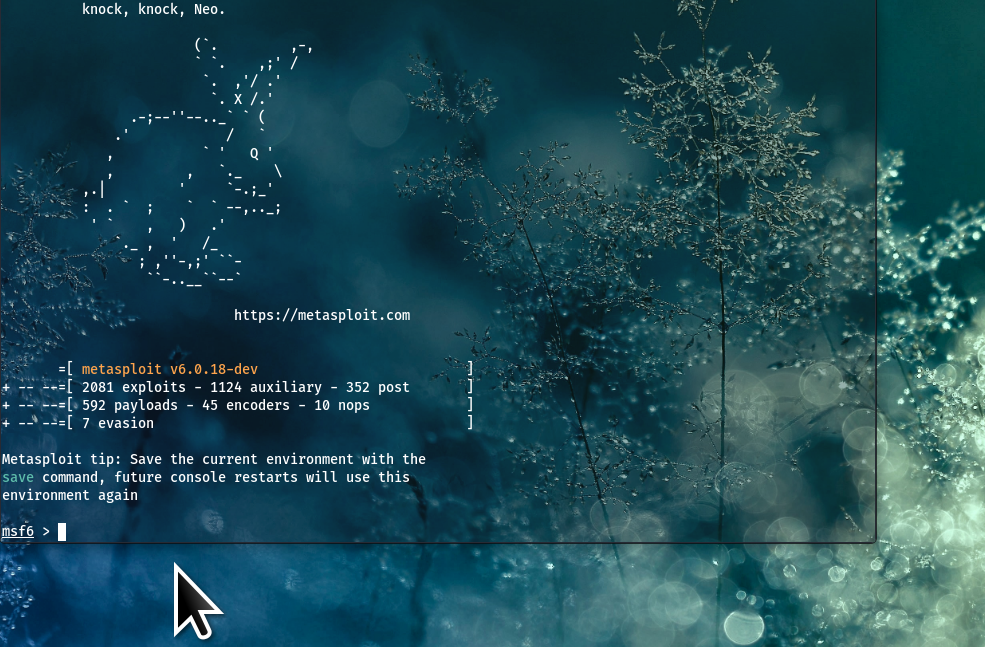 knock, knock, Neo.
https://metasploit.com
=[ metasploit v6.0.18-dev ]
+ -- --=[ 2081 exploits - 1124 auxiliary - 352 post ]
+ -- --=[ 592 payloads - 45 encoders - 10 nops ]
+ -- --=[ 7 evasion ]
Metasploit tip: Save the current environment with the
save command, future console restarts will use this
environment again
msf6 >